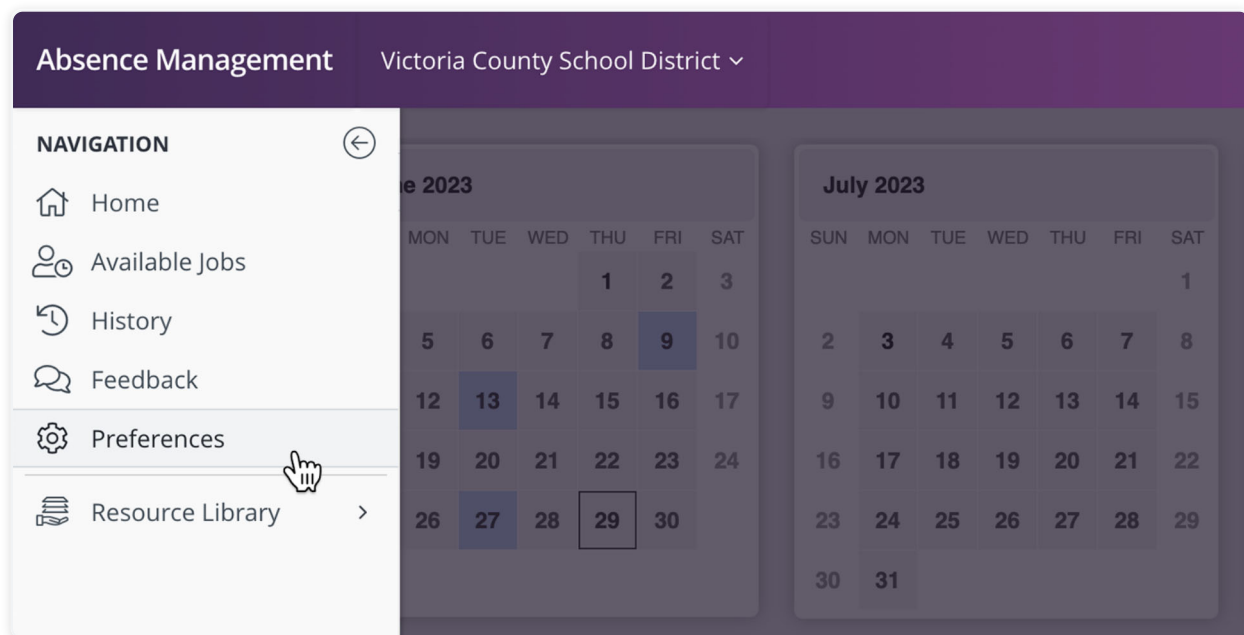 Absence Management Victoria County School District
NAVIGATION
Home
Available Jobs
History
Feedback
Preferences
Resource Library
e 2023
MON TUE WED THU FRI SAT
1 2 3
5 6 7 8 9 10
12 13 14 15 16 17
19 20 21 22 23 24
26 27 28 29 30
July 2023
SUN MON TUE WED THU FRI SAT
1
2 3 4 5 6 7 8
9 10 11 12 13 14 15
16 17 18 19 20 21 22
23 24 25 26 27 28 29
30 31